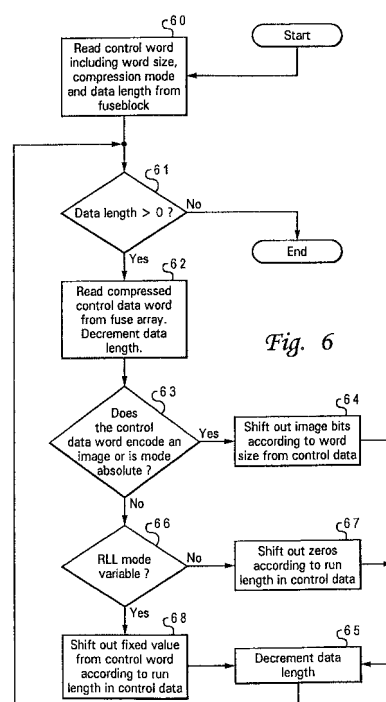 60
Read control word
including word size,
compression mode
and data length from
fuseblock
Start
61
Data length > 0 ?
No
End
Yes
62
Read compressed
control data word
from fuse array.
Decrement data
length.
Fig. 6
63
Does
the control
data word encode an
image or is mode
absolute ?
Yes
64
Shift out image bits
according to word
size from control data
No
66
RLL mode
variable ?
No
67
Shift out zeros
according to run
length in control data
Yes
68
Shift out fixed value
from control word
according to run
length in control data
65
Decrement data
length